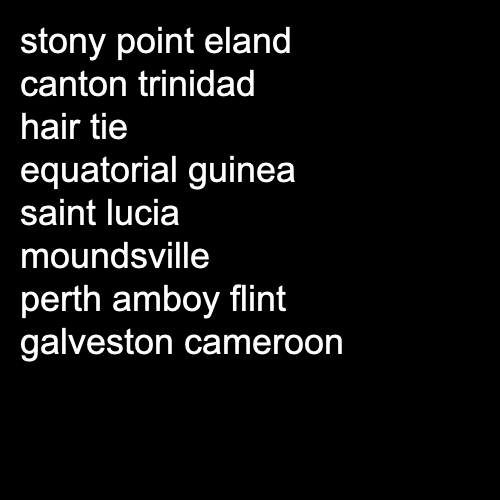 stony point eland
canton trinidad
hair tie
equatorial guinea
saint lucia
moundsville
perth amboy flint
galveston cameroon